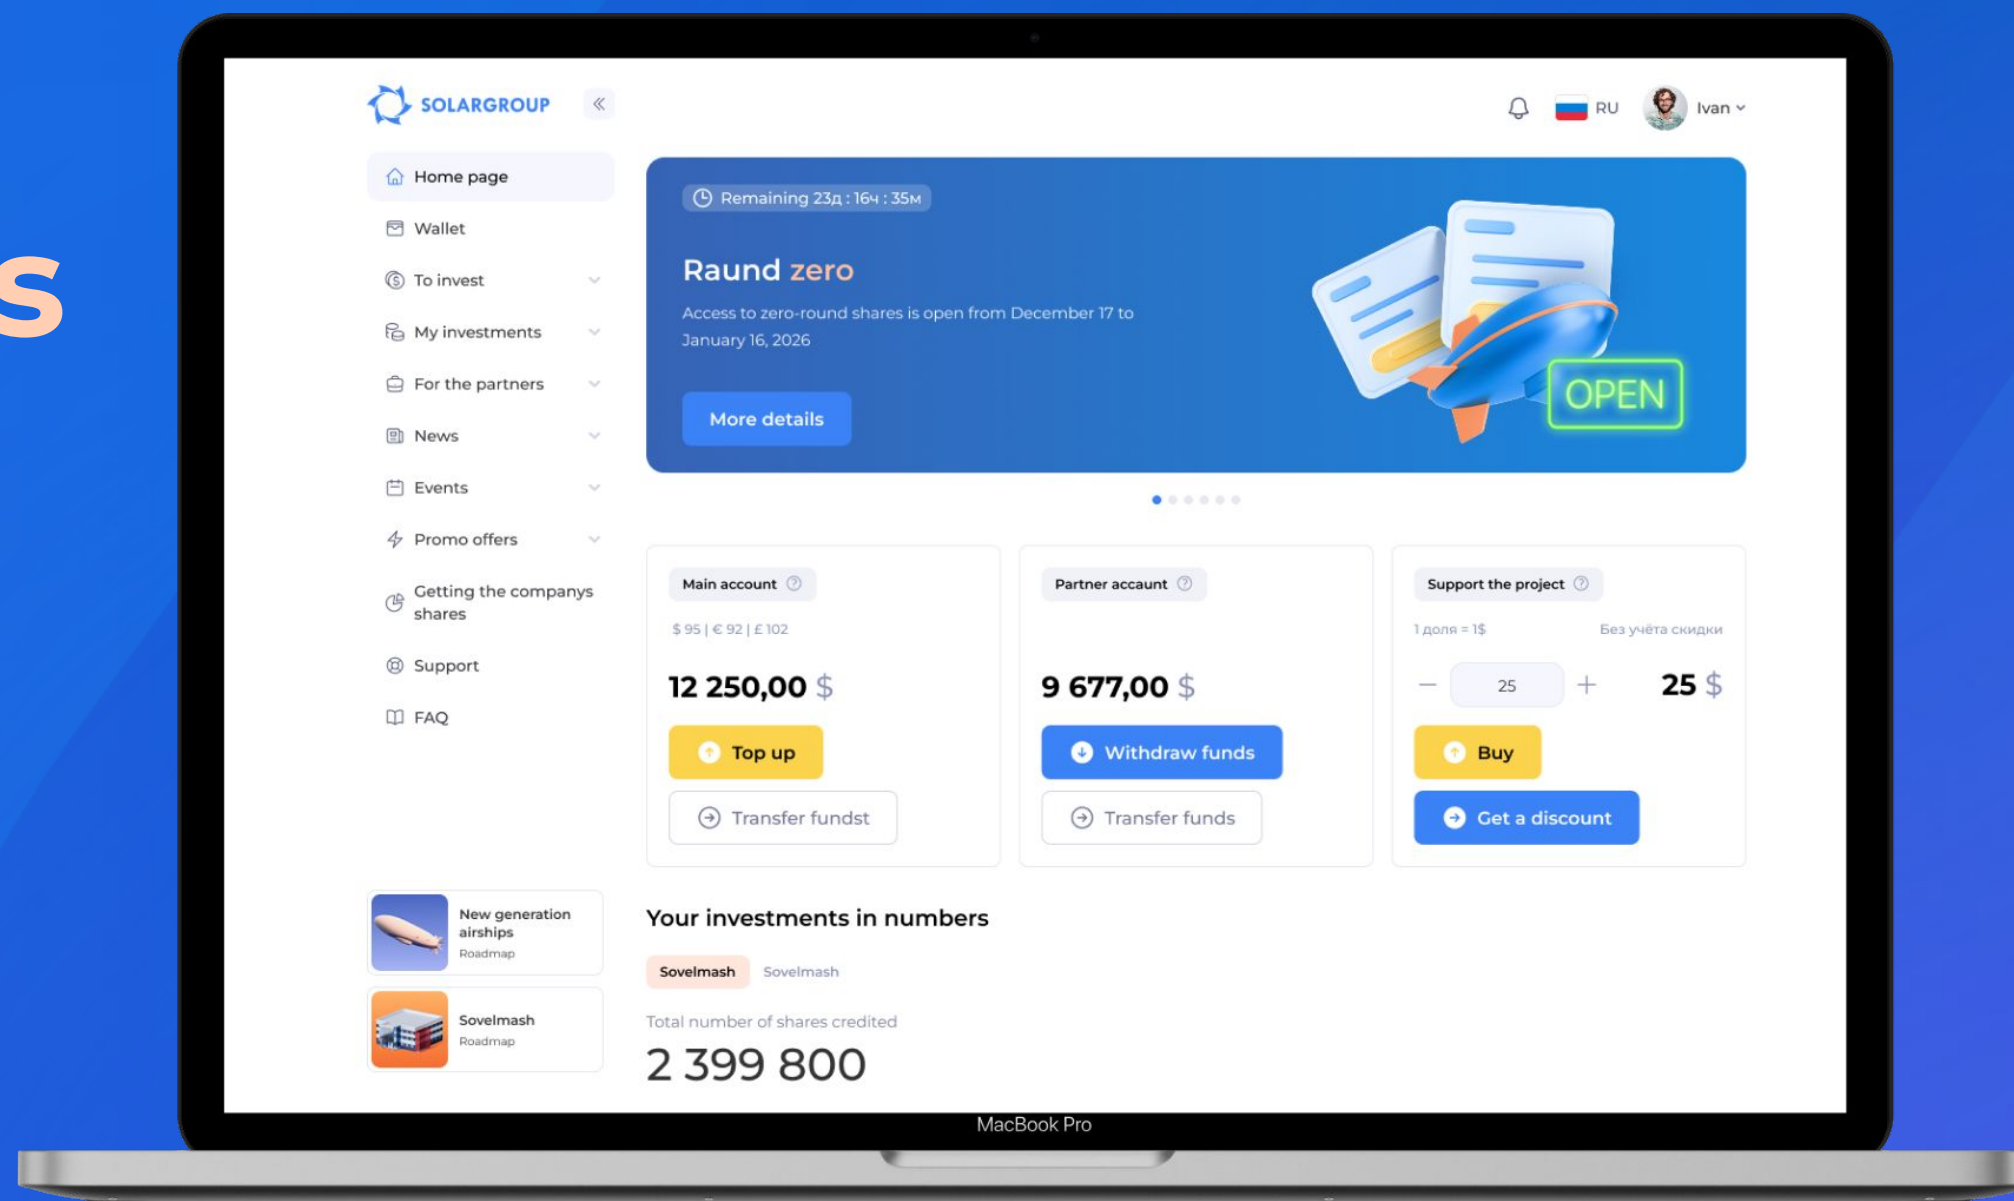 s
SOLARGROUP
RU
Ivan
Home page
Wallet
To invest
My investments
For the partners
News
Events
Promo offers
Getting the companys
shares
Support
FAQ
New generation
airships
Roadmap
Sovelmash
Roadmap
Remaining 23д : 16ч : 35м
Raund zero
Access to zero-round shares is open from December 17 to
January 16, 2026
More details
OPEN
Main account
$ 95 | € 92 | £ 102
12 250,00 $
Top up
Transfer fundst
Partner accaunt
9 677,00 $
Withdraw funds
Transfer funds
Support the project
1 доля = 1$ Без учёта скидки
— 25 + 25 $
Buy
Get a discount
Your investments in numbers
Sovelmash Sovelmash
Total number of shares credited
2 399 800
MacBook Pro